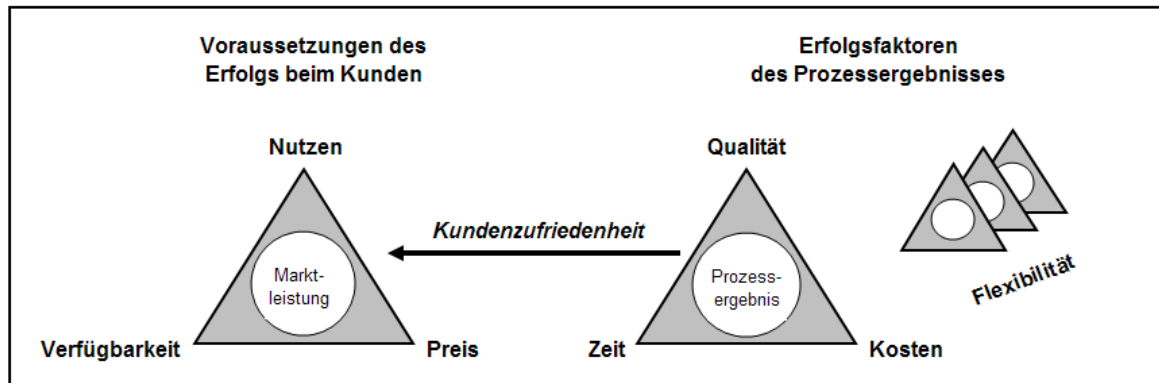 Voraussetzungen des
Erfolgs beim Kunden
Erfolgsfaktoren
des Prozessergebnisses
Nutzen
Qualität
Kundenzufriedenheit
Markt-
leistung
Prozess-
ergebnis
Flexibilität
Verfügbarkeit
Preis
Zeit
Kosten